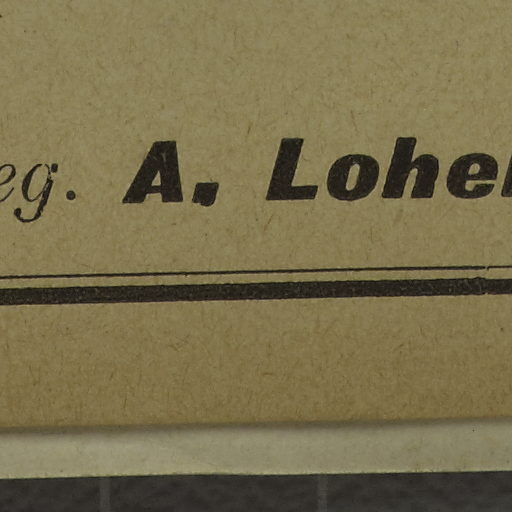 eg. A, Lohe